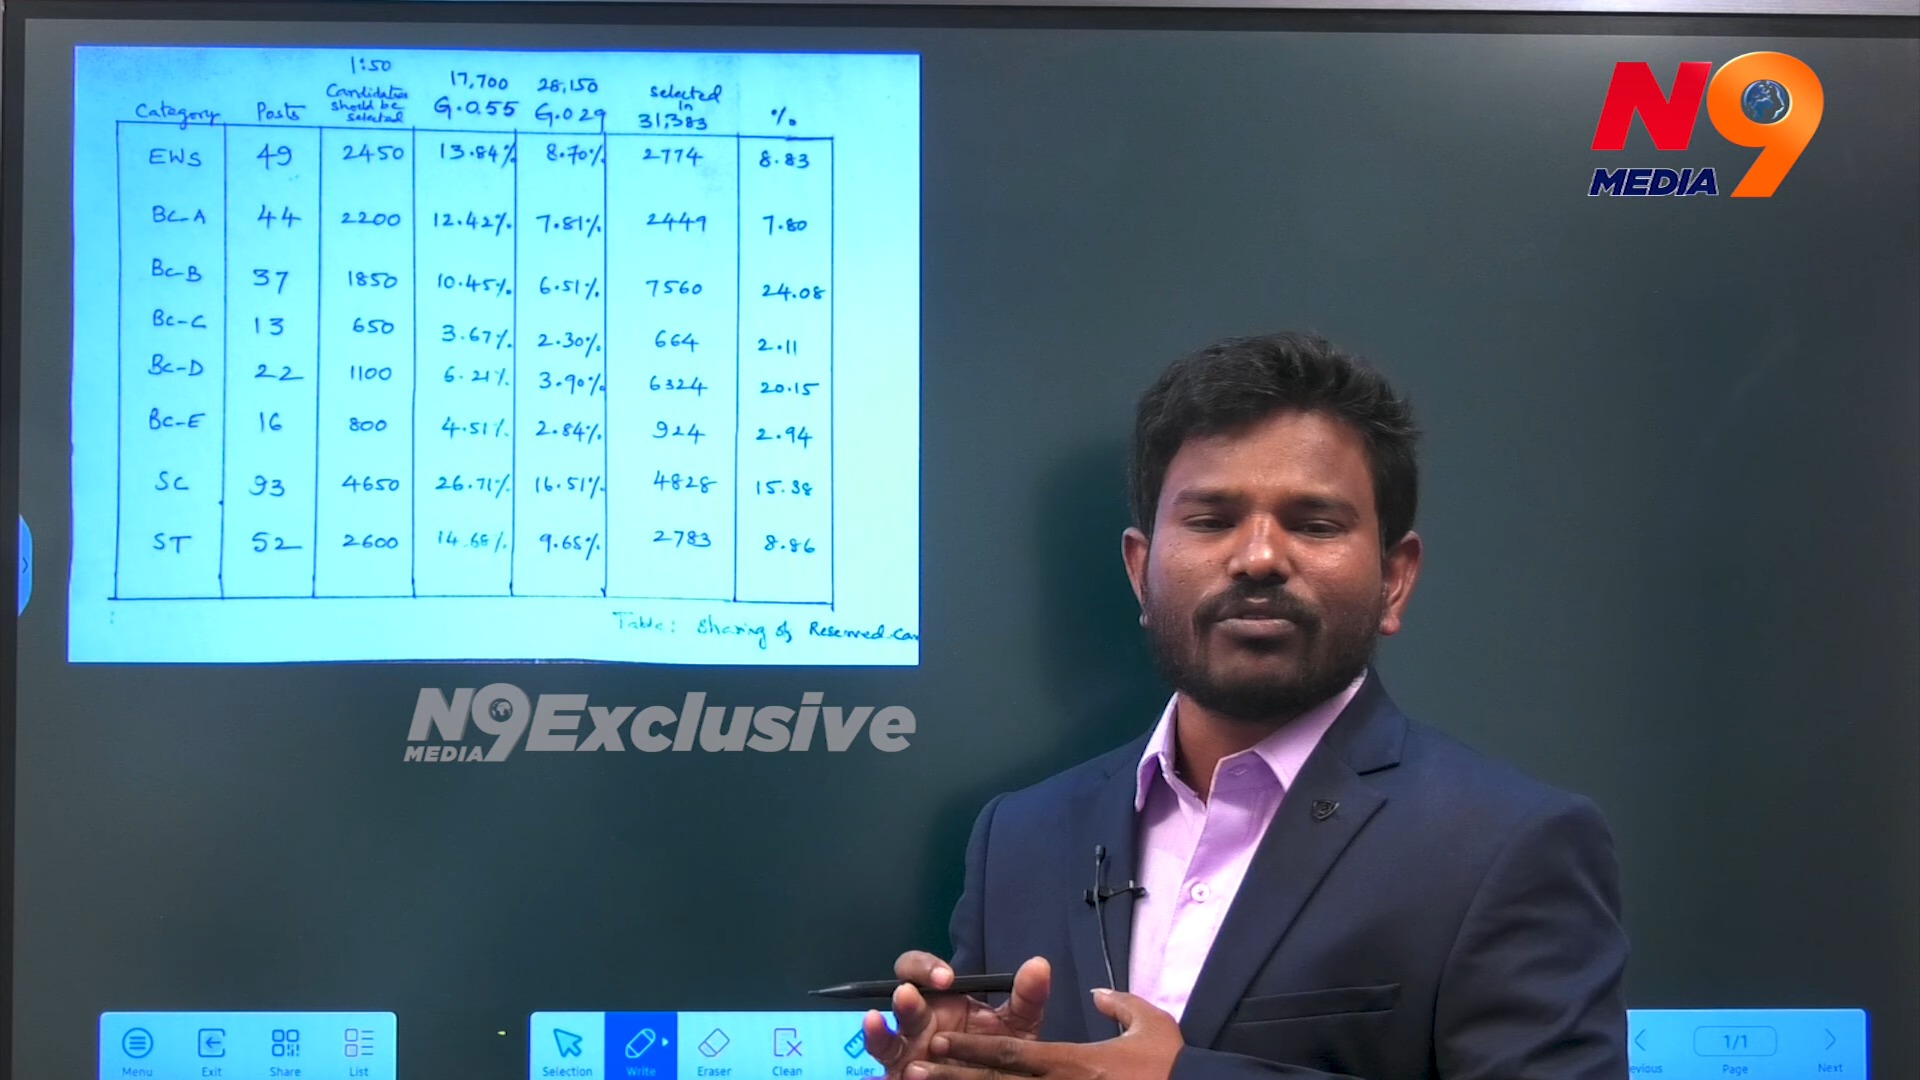 1:50
Candidates should be selected
17,700
28,150
selected in 31,383
Category Posts G.O.55 G.O 29 %
EWS 49 2450 13.84% 8.70% 2774 8.83
BC-A 44 2200 12.42% 7.81% 2449 7.80
BC-B 37 1850 10.45% 6.51% 7560 24.08
BC-C 13 650 3.67% 2.30% 664 2.11
BC-D 22 1100 6.21% 3.90% 6324 20.15
BC-E 16 800 4.51% 2.84% 924 2.94
SC 93 4650 26.71% 16.51% 4828 15.38
ST 52 2600 14.68% 9.65% 2783 8.86
Table: Sharing of Reserved
N9
MEDIA
N9 Exclusive
MEDIA
Menu Exit Share List
Selection Write Eraser Clean Ruler
1/1
evious Page Next